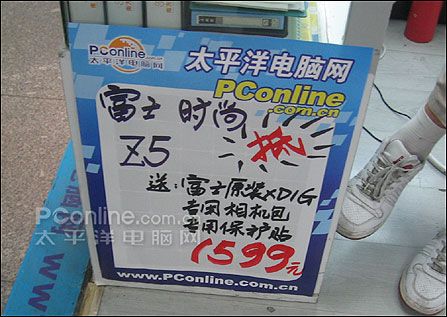 PConline
太平洋电脑网
太平洋电脑网
PConline
.com.cn
富士 时尚
Z5
送:富士原装XD1G
专用相机包
专用保护贴
1599元
www.PConline.com.cn
PConline.com.cn
太平洋电脑网
www